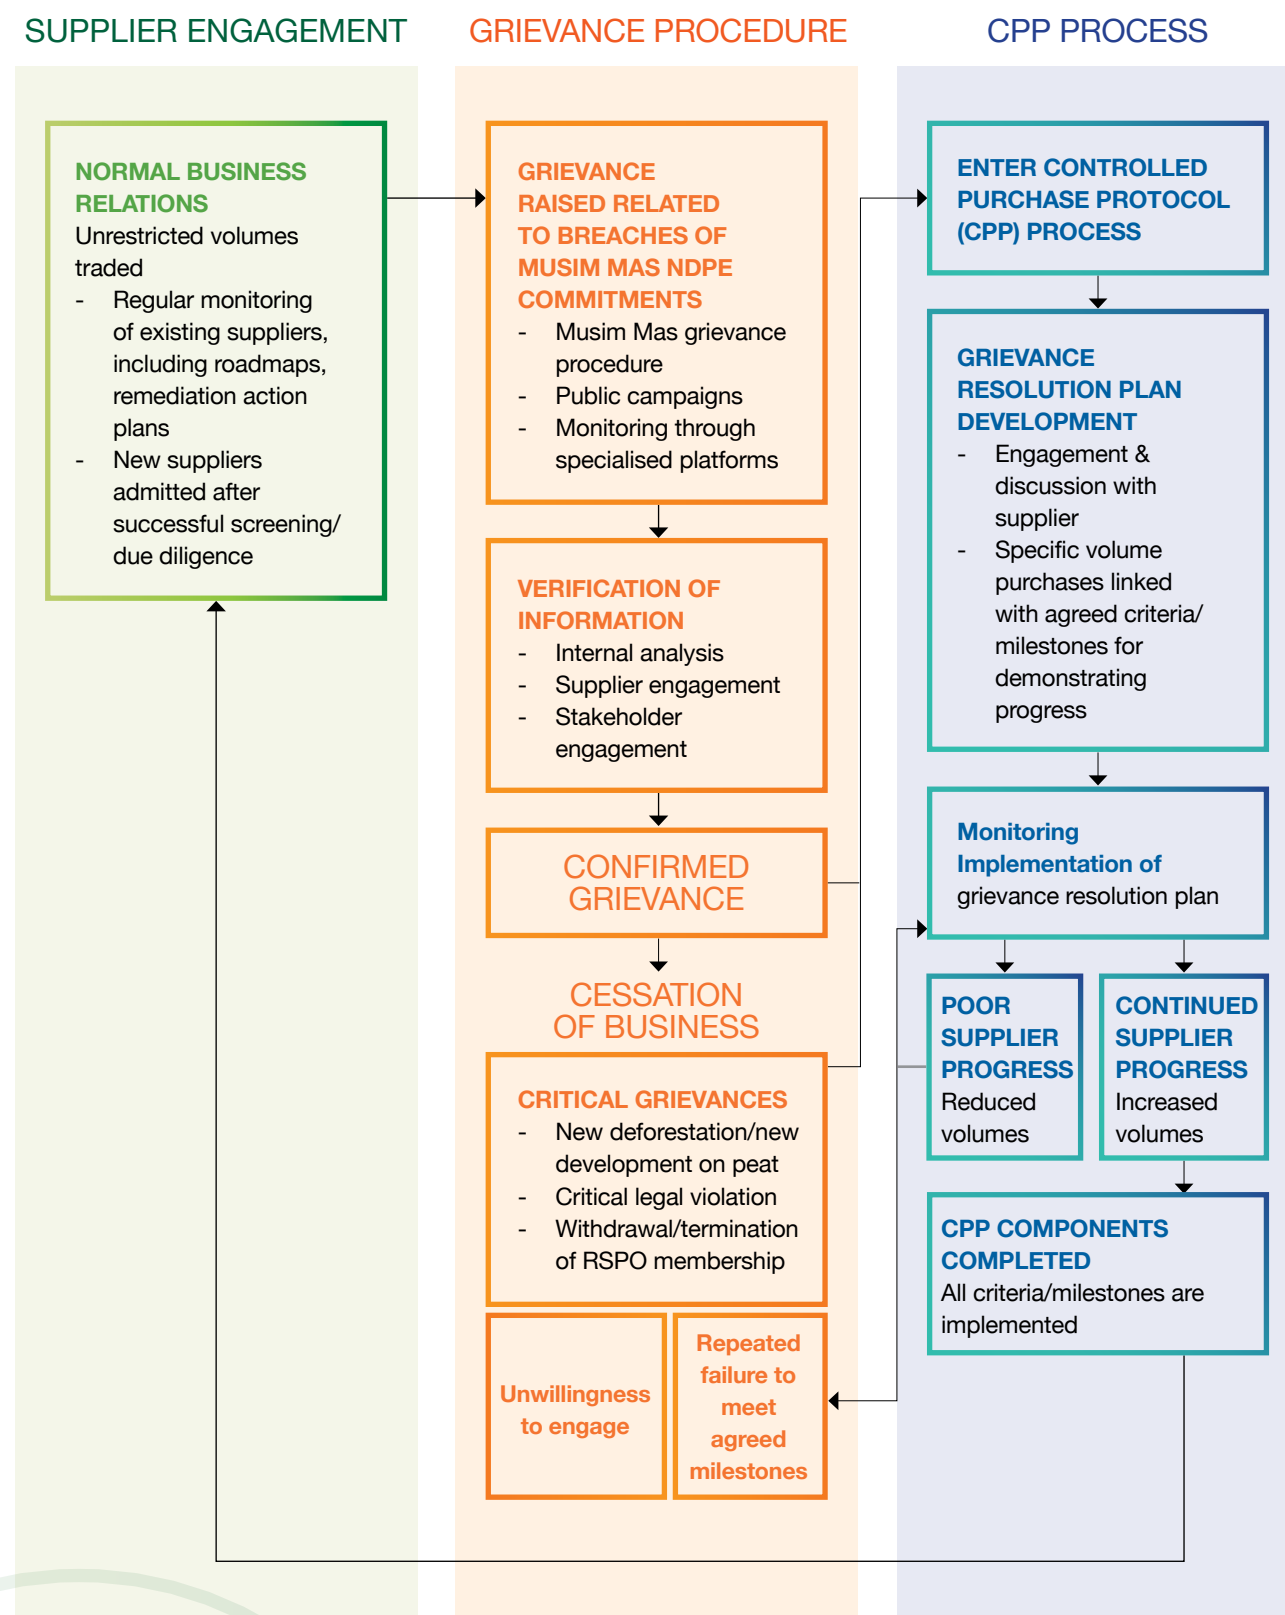 SUPPLIER ENGAGEMENT
NORMAL BUSINESS
RELATIONS
Unrestricted volumes
traded
- Regular monitoring
of existing suppliers,
including roadmaps,
remediation action
plans
- New suppliers
admitted after
successful screening/
due diligence
GRIEVANCE PROCEDURE
GRIEVANCE
RAISED RELATED
TO BREACHES OF
MUSIM MAS NDPE
COMMITMENTS
- Musim Mas grievance
procedure
- Public campaigns
- Monitoring through
specialised platforms
VERIFICATION OF
INFORMATION
- Internal analysis
- Supplier engagement
- Stakeholder
engagement
CONFIRMED
GRIEVANCE
CESSATION
OF BUSINESS
CRITICAL GRIEVANCES
- New deforestation/new
development on peat
- Critical legal violation
- Withdrawal/termination
of RSPO membership
Unwillingness
to engage
Repeated
failure to
meet
agreed
milestones
CPP PROCESS
ENTER CONTROLLED
PURCHASE PROTOCOL
(CPP) PROCESS
GRIEVANCE
RESOLUTION PLAN
DEVELOPMENT
- Engagement &
discussion with
supplier
- Specific volume
purchases linked
with agreed criteria/
milestones for
demonstrating
progress
Monitoring
Implementation of
grievance resolution plan
POOR
SUPPLIER
PROGRESS
Reduced
volumes
CONTINUED
SUPPLIER
PROGRESS
Increased
volumes
CPP COMPONENTS
COMPLETED
All criteria/milestones are
implemented